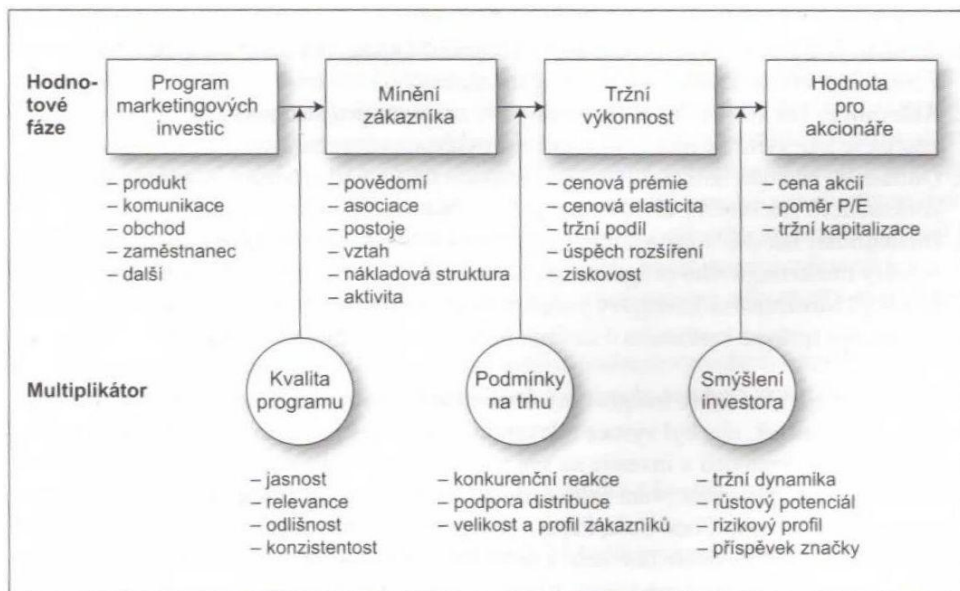 Hodno-
tové
fáze
Program
marketingových
investic
Mínění
zákazníka
Tržní
výkonnost
Hodnota
pro
akcionáře
– produkt
– komunikace
– obchod
– zaměstnanec
– další
– povědomí
– asociace
– postoje
– vztah
– nákladová struktura
– aktivita
– cenová prémie
– cenová elasticita
– tržní podíl
– úspěch rozšíření
– ziskovost
– cena akcií
– poměr P/E
– tržní kapitalizace
Multiplikátor
Kvalita
programu
Podmínky
na trhu
Smýšlení
investora
– jasnost
– relevance
– odlišnost
– konzistentost
– konkurenční reakce
– podpora distribuce
– velikost a profil zákazníků
– tržní dynamika
– růstový potenciál
– rizikový profil
– příspěvek značky